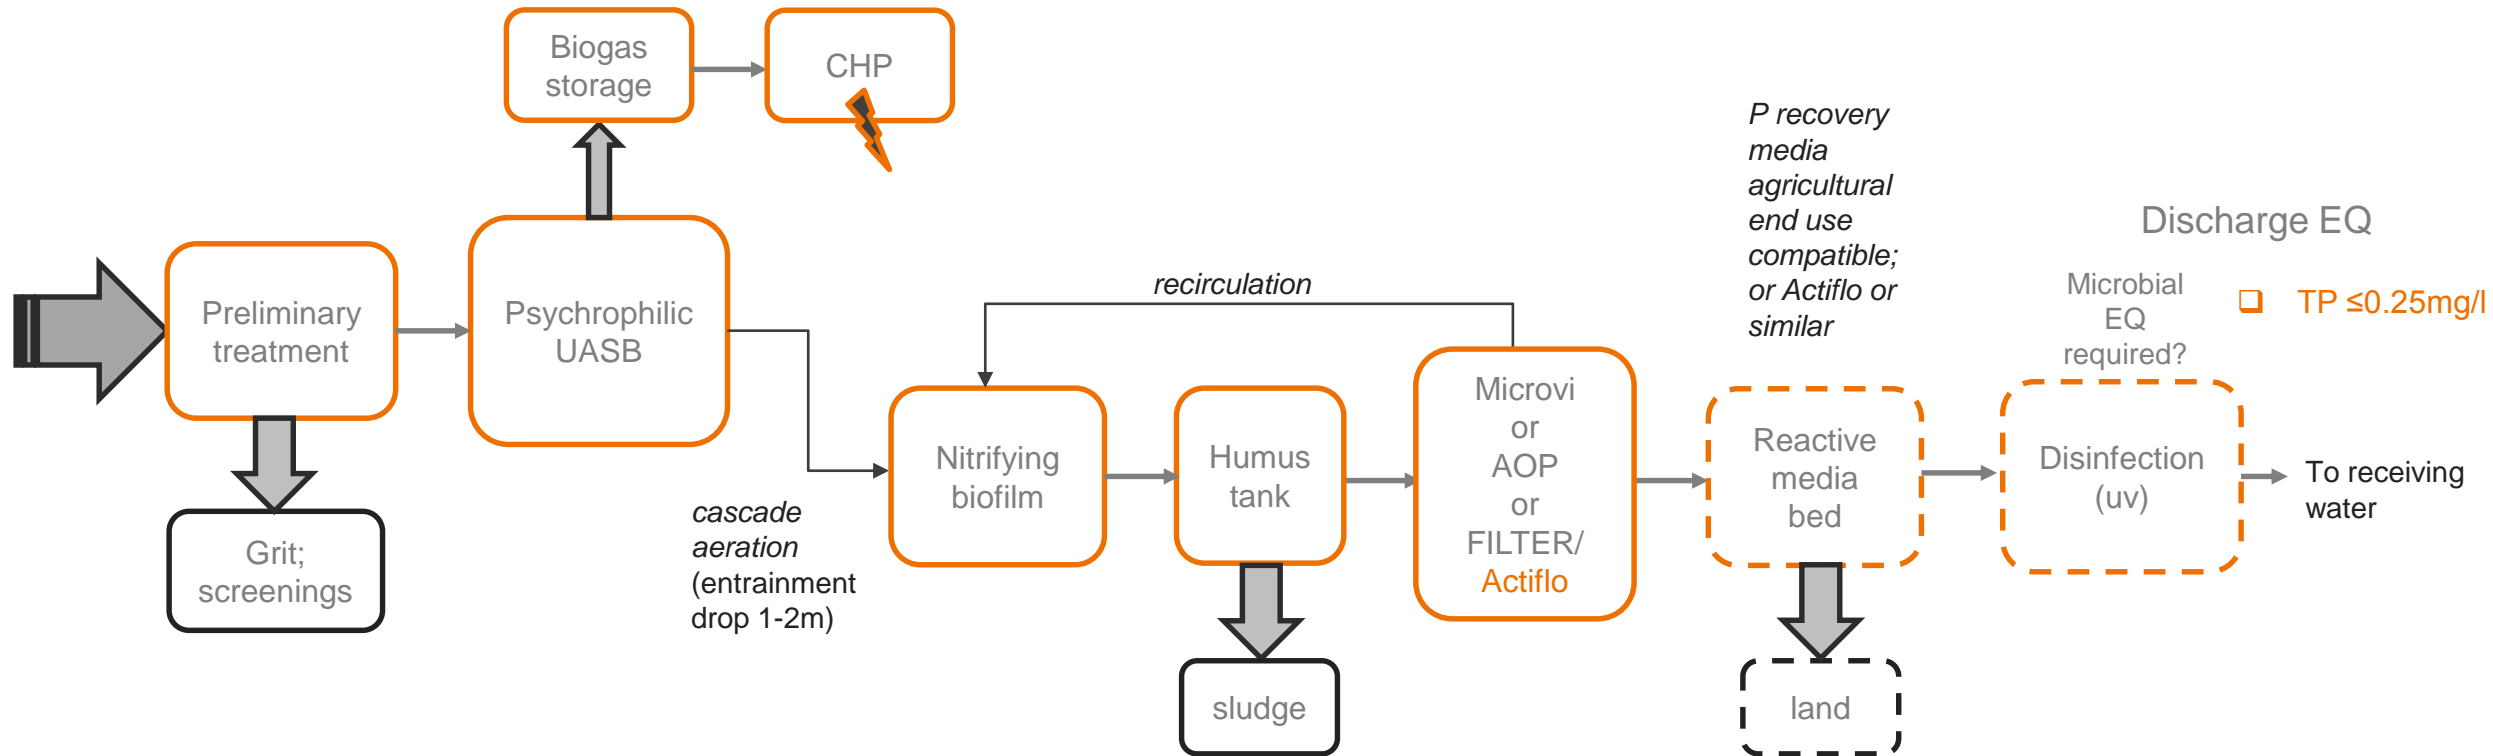 Biogas
storage
CHP
P recovery
media
agricultural
end use
compatible;
or Actiflo or
similar
Discharge EQ
Microbial
EQ
required?
❑ TP ≤0.25mg/l
Preliminary
treatment
Psychrophilic
UASB
recirculation
cascade
aeration
(entrainment
drop 1-2m)
Nitrifying
biofilm
Humus
tank
Microvi
or
AOP
or
FILTER/
Actiflo
Reactive
media
bed
Disinfection
(uv)
To receiving
water
Grit;
screenings
sludge
land